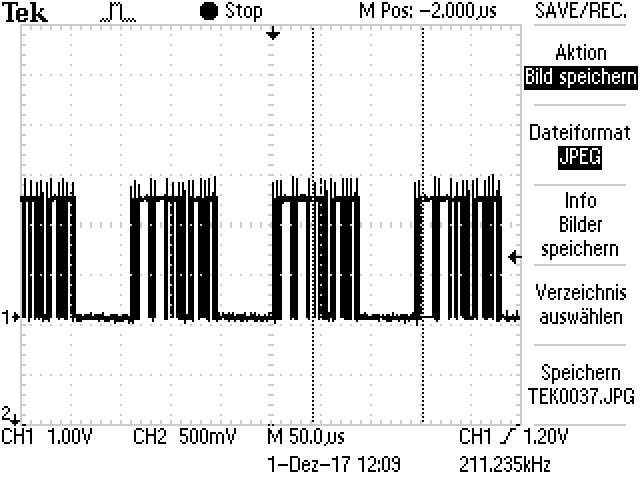 Tek Stop M Pos: -2.000µs SAVE/REC.
Aktion
Bild speichern
Dateiformat
JPEG
Info
Bilder
speichern
Verzeichnis
auswählen
Speichern
TEK0037.JPG
1
2
CH1 1.00V CH2 500mV M 50.0µs CH1 1.20V
1-Dez-17 12:09 211.235kHz